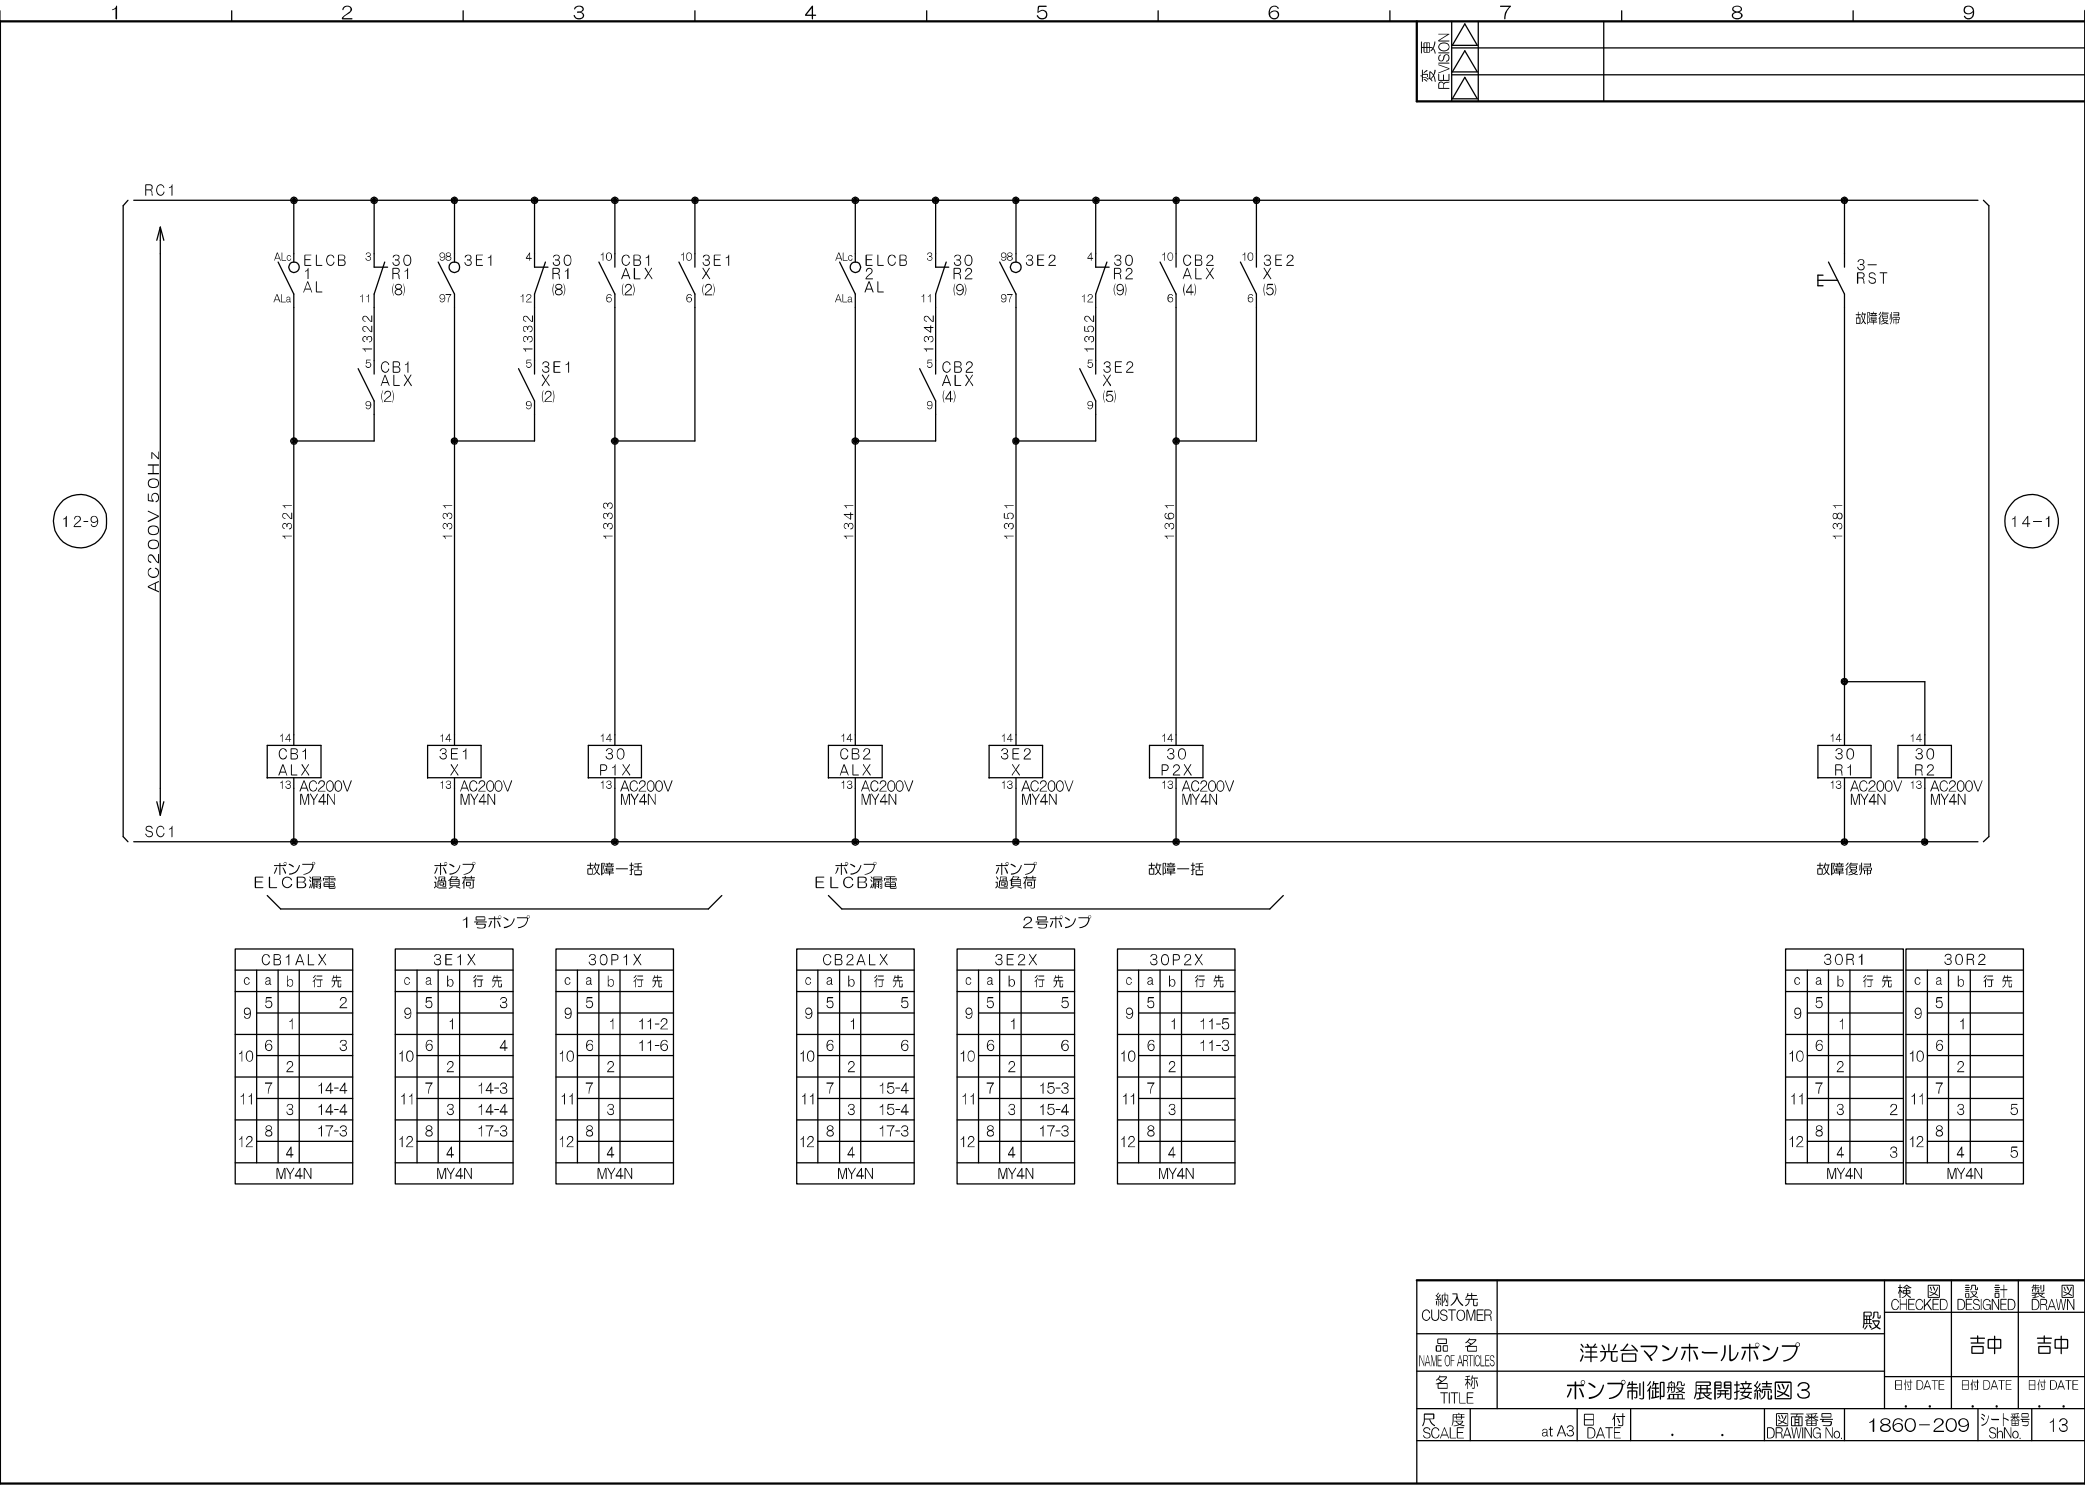 1 2 3 4 5 6 7 8 9
変 更
REVISION
RC1
AC200V 50Hz
12-9
14-1
ALc ELCB
1
AL
ALa
3 30
R1
(8)
11
1322
5 CB1
ALX
(2)
9
1321
98 3E1
97
4 30
R1
(8)
12
1332
5 3E1
X
(2)
9
1331
10 CB1
ALX
(2)
6
10 3E1
X
(2)
6
1333
ALc ELCB
2
AL
ALa
3 30
R2
(9)
11
1342
5 CB2
ALX
(4)
9
1341
98 3E2
97
4 30
R2
(9)
12
1352
5 3E2
X
(5)
9
1351
10 CB2
ALX
(4)
6
10 3E2
X
(5)
6
1361
3-
RST
故障復帰
1381
14
CB1
ALX
13 AC200V
MY4N
14
3E1
X
13 AC200V
MY4N
14
30
P1X
13 AC200V
MY4N
14
CB2
ALX
13 AC200V
MY4N
14
3E2
X
13 AC200V
MY4N
14
30
P2X
13 AC200V
MY4N
14
30
R1
13 AC200V
MY4N
14
30
R2
13 AC200V
MY4N
SC1
ポンプ
ELCB漏電
ポンプ
過負荷
故障一括
1号ポンプ
ポンプ
ELCB漏電
ポンプ
過負荷
故障一括
2号ポンプ
故障復帰
CB1ALX
c a b 行先
9 5 2
1
10 6 3
2
11 7 14-4
3 14-4
12 8 17-3
4
MY4N
3E1X
c a b 行先
9 5 3
1
10 6 4
2
11 7 14-3
3 14-4
12 8 17-3
4
MY4N
30P1X
c a b 行先
9 5
1 11-2
10 6 11-6
2
11 7
3
12 8
4
MY4N
CB2ALX
c a b 行先
9 5 5
1
10 6 6
2
11 7 15-4
3 15-4
12 8 17-3
4
MY4N
3E2X
c a b 行先
9 5 5
1
10 6 6
2
11 7 15-3
3 15-4
12 8 17-3
4
MY4N
30P2X
c a b 行先
9 5
1 11-5
10 6 11-3
2
11 7
3
12 8
4
MY4N
30R1
c a b 行先
9 5
1
10 6
2
11 7
3 2
12 8
4 3
MY4N
30R2
c a b 行先
9 5
1
10 6
2
11 7
3 5
12 8
4 5
MY4N
納入先
CUSTOMER
殿
検 図
CHECKED
設 計
DESIGNED
製 図
DRAWN
品 名
NAME OF ARTICLES
洋光台マンホールポンプ
吉中
吉中
名 称
TITLE
ポンプ制御盤 展開接続図3
日付 DATE
. .
日付 DATE
. .
日付 DATE
. .
尺 度
SCALE
at A3
日 付
DATE
. .
図面番号
DRAWING No.
1860-209
シート番号
ShNo.
13